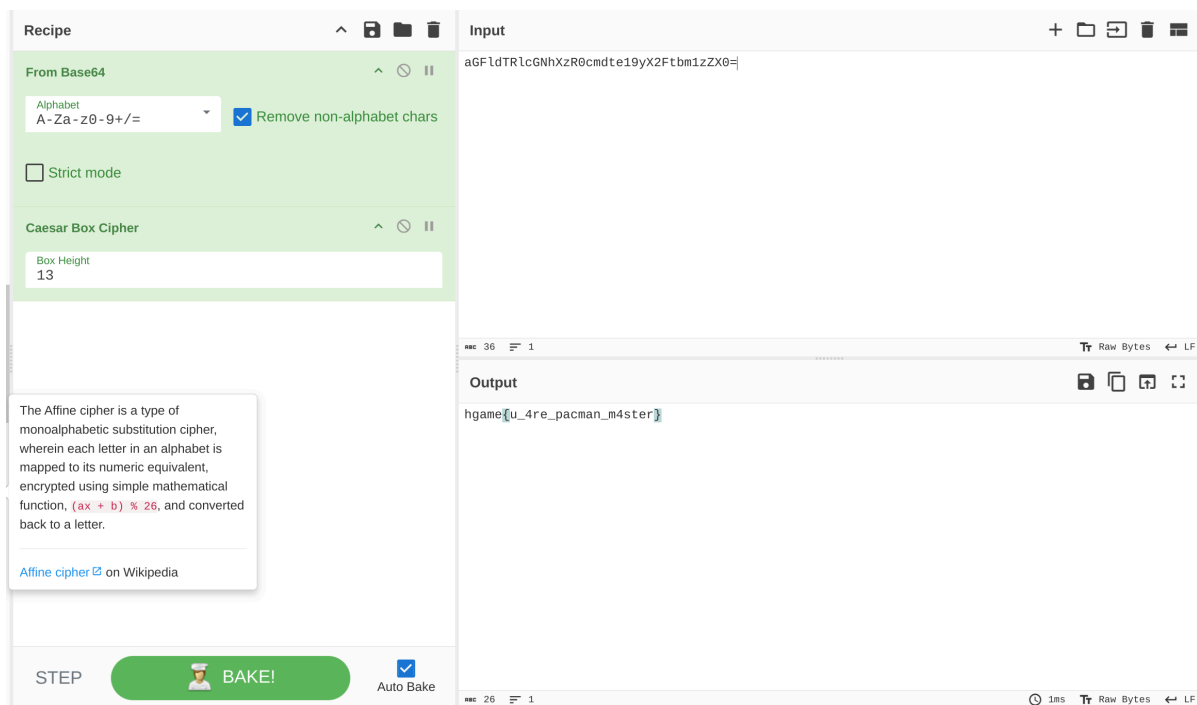 Recipe
From Base64
Alphabet
A-Za-z0-9+/=
Remove non-alphabet chars
Strict mode
Caesar Box Cipher
Box Height
13
The Affine cipher is a type of
monoalphabetic substitution cipher,
wherein each letter in an alphabet is
mapped to its numeric equivalent,
encrypted using simple mathematical
function, (ax + b) % 26, and converted
back to a letter.
Affine cipher on Wikipedia
STEP
BAKE!
Auto Bake
Input
aGFldTRlcGNhXzR0cmdte19yX2Ftbm1zZX0=
ABC 36 1
Tт Raw Bytes LF
Output
hgame{u_4re_pacman_m4ster}
ABC 26 1
1ms Tт Raw Bytes LF